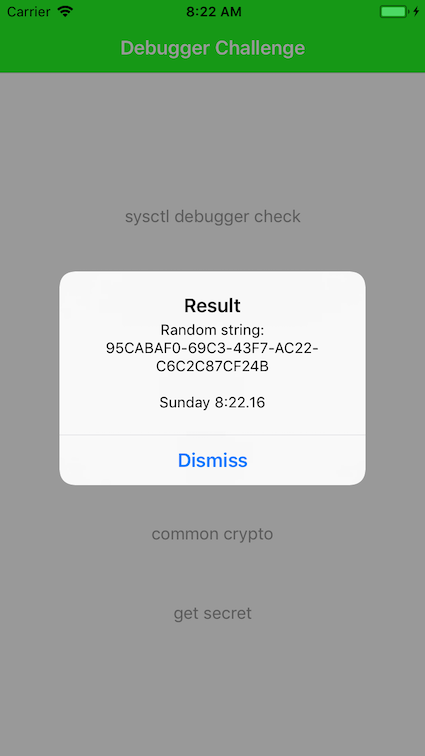 Carrier 8:22 AM
Debugger Challenge
sysctl debugger check
Result
Random string:
95CABAF0-69C3-43F7-AC22-
C6C2C87CF24B
Sunday 8:22.16
Dismiss
common crypto
get secret